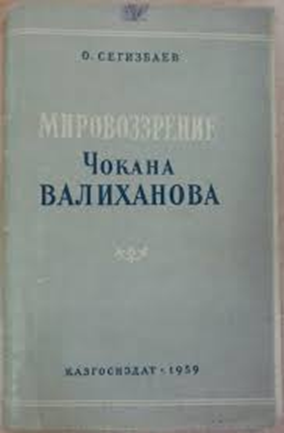 О. СЕГИЗБАЕВ
МИРОВОЗЗРЕНИЕ
ЧОКАНА
ВАЛИХАНОВА
КАЗГОСИЗДАТ • 1959